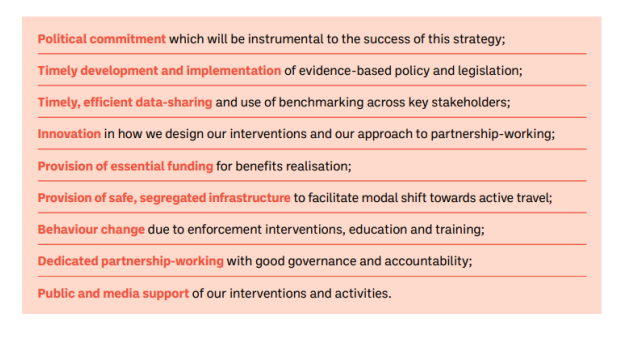 Political commitment which will be instrumental to the success of this strategy;
Timely development and implementation of evidence-based policy and legislation;
Timely, efficient data-sharing and use of benchmarking across key stakeholders;
Innovation in how we design our interventions and our approach to partnership-working;
Provision of essential funding for benefits realisation;
Provision of safe, segregated infrastructure to facilitate modal shift towards active travel;
Behaviour change due to enforcement interventions, education and training;
Dedicated partnership-working with good governance and accountability;
Public and media support of our interventions and activities.